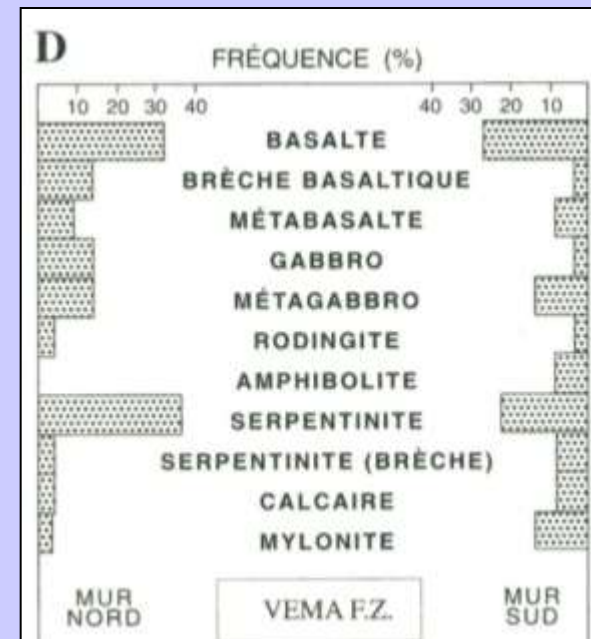 D
FRÉQUENCE (%)
10 20 30 40 40 30 20 10
BASALTE
BRÈCHE BASALTIQUE
MÉTABASALTE
GABBRO
MÉTAGABBRO
RODINGITE
AMPHIBOLITE
SERPENTINITE
SERPENTINITE (BRÈCHE)
CALCAIRE
MYLONITE
MUR
NORD
VEMA F.Z.
MUR
SUD